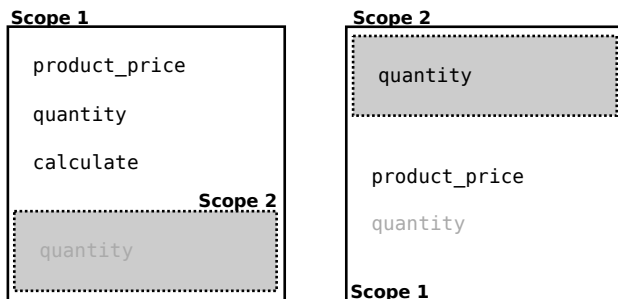 Scope 1
product_price
quantity
calculate
Scope 2
quantity
Scope 2
quantity
product_price
quantity
Scope 1